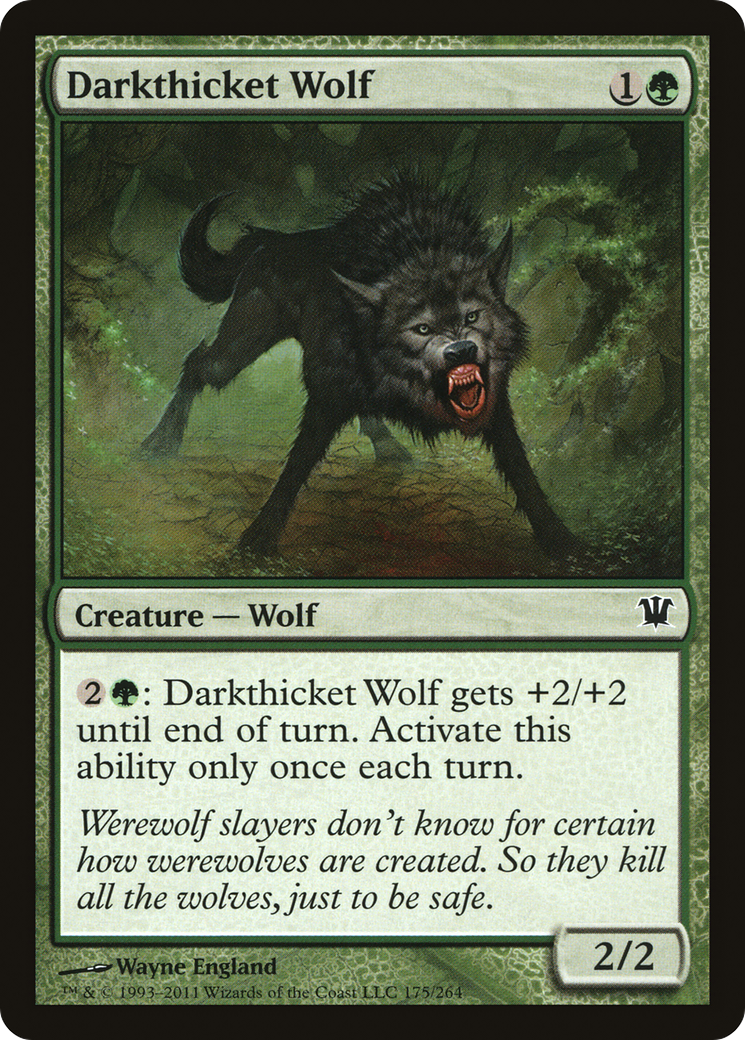 Darkthicket Wolf 1
Creature — Wolf
2: Darkthicket Wolf gets +2/+2
until end of turn. Activate this
ability only once each turn.
Werewolf slayers don't know for certain
how werewolves are created. So they kill
all the wolves, just to be safe.
2/2
Wayne England
™ & © 1993–2011 Wizards of the Coast LLC 175/264